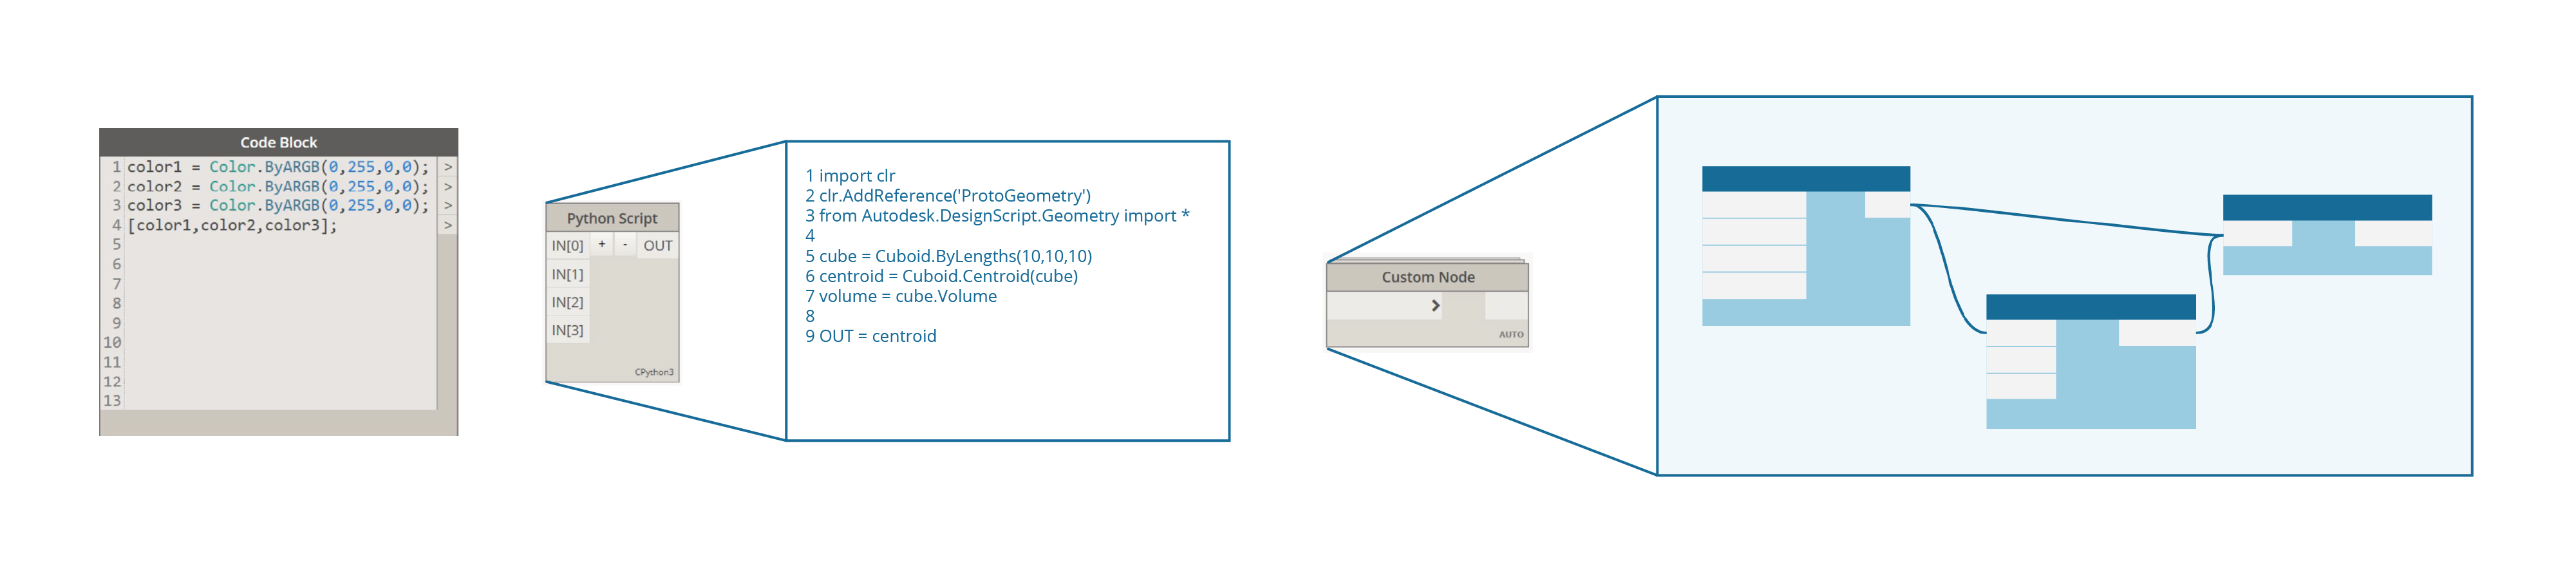 Code Block
1 color1 = Color.ByARGB(0,255,0,0); >
2 color2 = Color.ByARGB(0,255,0,0); >
3 color3 = Color.ByARGB(0,255,0,0); >
4 [color1,color2,color3]; >
5
6
7
8
9
10
11
12
13
Python Script
IN[0] + - OUT
IN[1]
IN[2]
IN[3]
CPython3
1 import clr
2 clr.AddReference('ProtoGeometry')
3 from Autodesk.DesignScript.Geometry import *
4
5 cube = Cuboid.ByLengths(10,10,10)
6 centroid = Cuboid.Centroid(cube)
7 volume = cube.Volume
8
9 OUT = centroid
Custom Node
>
AUTO